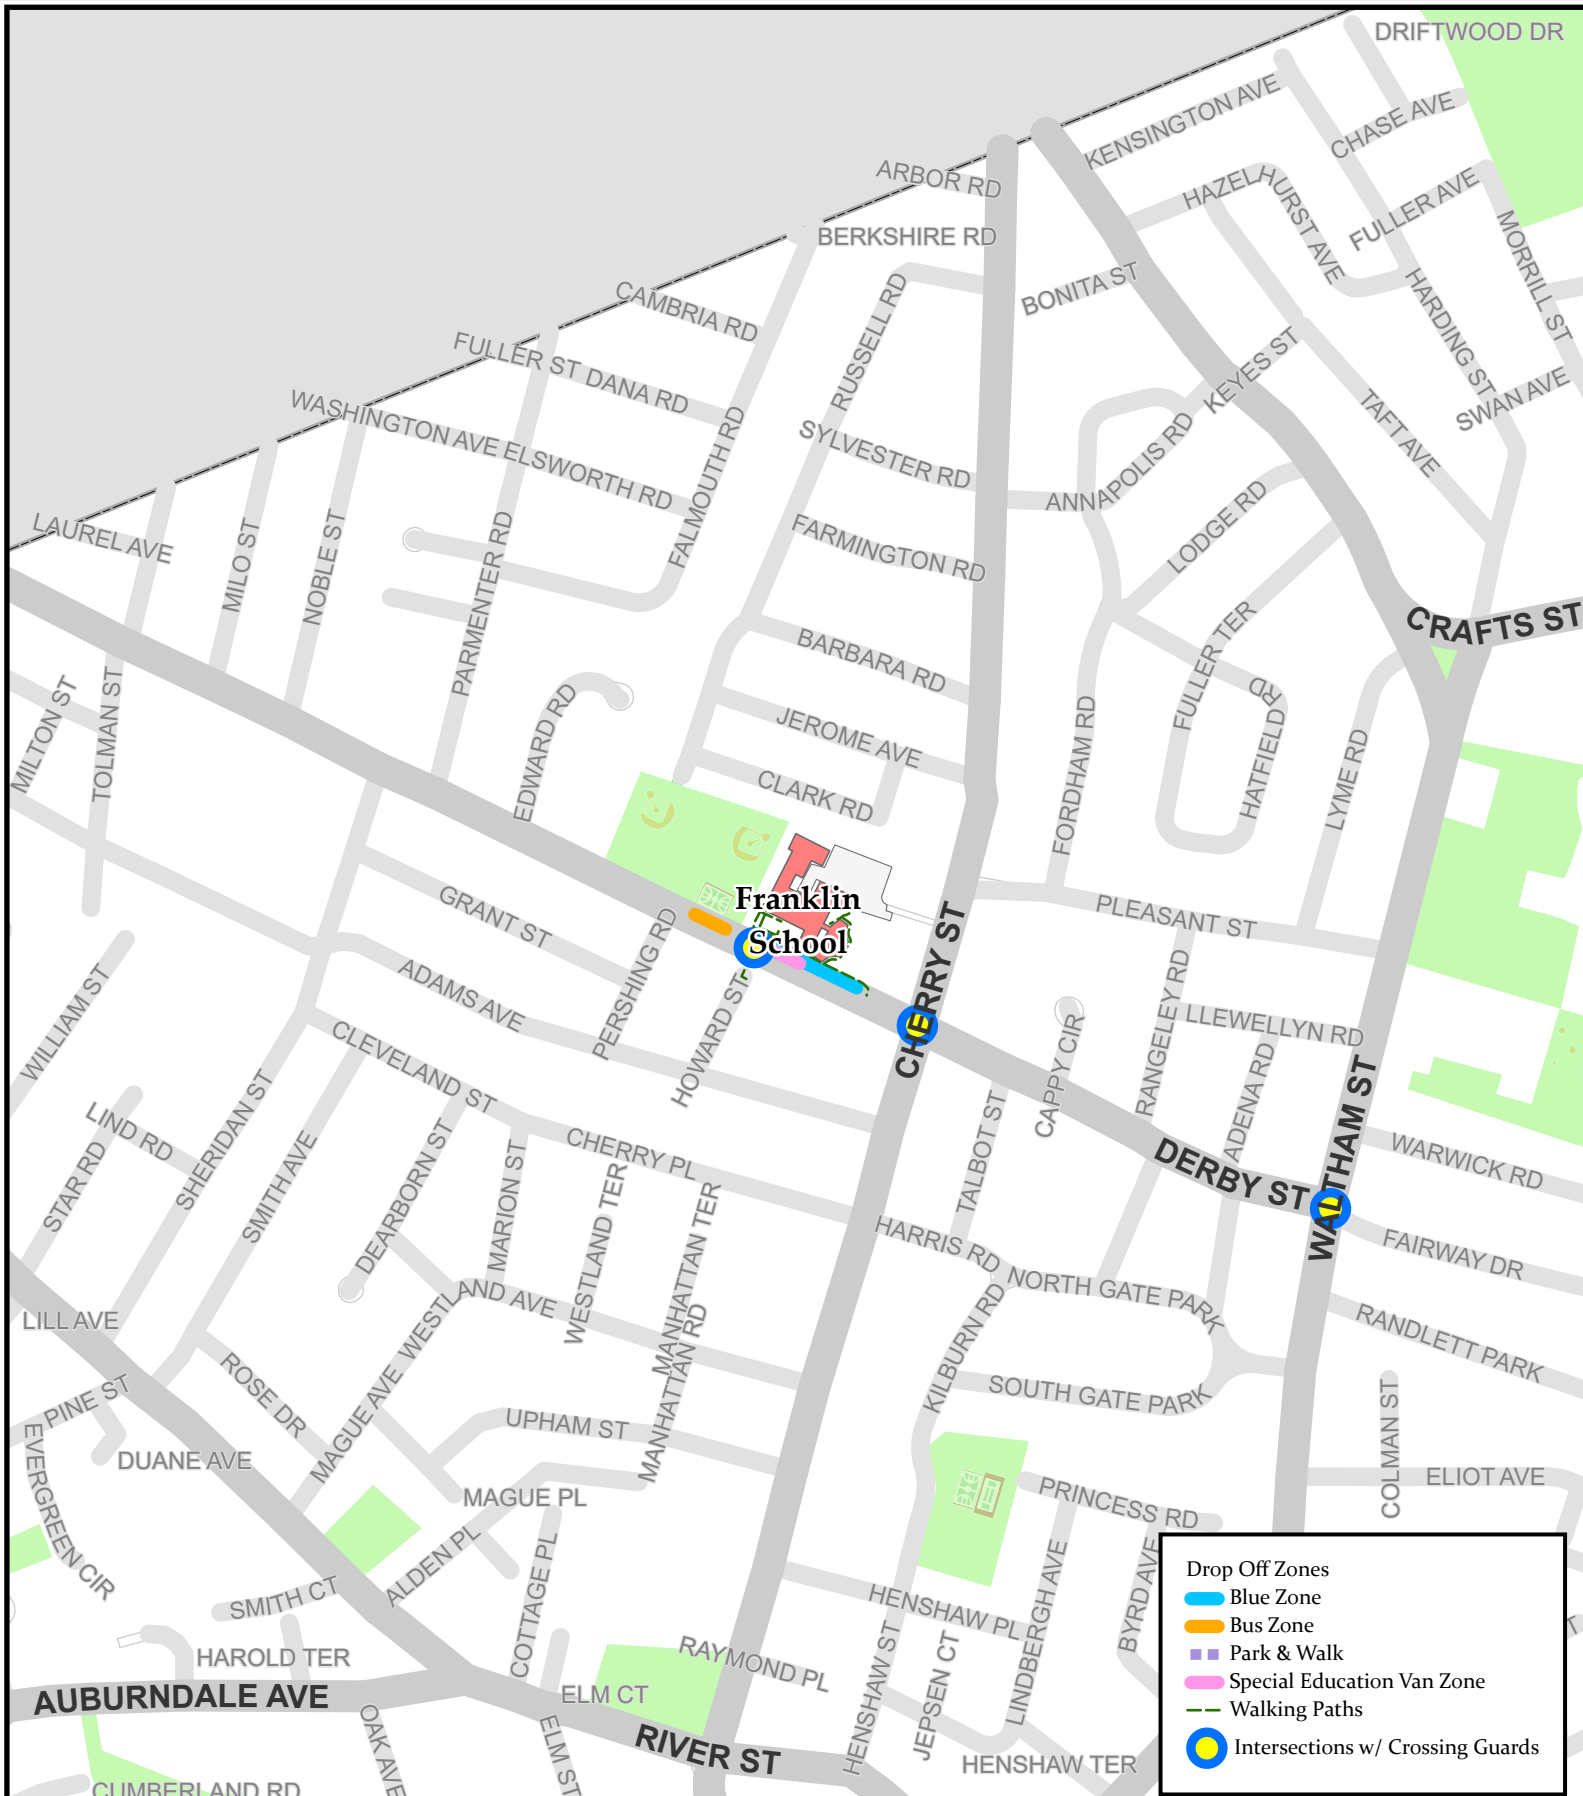 DRIFTWOOD DR
KENSINGTON AVE
CHASE AVE
ARBOR RD
HAZELHURST AVE
FULLER AVE
MORRILL ST
BERKSHIRE RD
BONITA ST
CAMBRIA RD
RUSSELL RD
HARDING ST
FULLER ST
DANA RD
KEYES ST
SWAN AVE
WASHINGTON AVE
ELSWORTH RD
FALMOUTH RD
SYLVESTER RD
ANNAPOLIS RD
TAFT AVE
LAUREL AVE
MILO ST
NOBLE ST
PARMENTER RD
FARMINGTON RD
LODGE RD
CRAFTS ST
BARBARA RD
FULLER TER
MILTON ST
TOLMAN ST
EDWARD RD
JEROME AVE
FORDHAM RD
HATFIELD RD
LYME RD
CLARK RD
Franklin
School
GRANT ST
PERSHING RD
CHERRY ST
PLEASANT ST
ADAMS AVE
HOWARD ST
WILLIAM ST
CLEVELAND ST
CAPPY CIR
RANGELEY RD
LLEWELLYN RD
ADENA RD
WALTHAM ST
LIND RD
STAR RD
SHERIDAN ST
SMITH AVE
DEARBORN ST
MARION ST
CHERRY PL
WESTLAND TER
MANHATTAN TER
TALBOT ST
DERBY ST
WARWICK RD
HARRIS RD
FAIRWAY DR
NORTH GATE PARK
LILL AVE
WESTLAND AVE
MANHATTAN RD
KILBURN RD
RANDLETT PARK
PINE ST
ROSE DR
MAGUE AVE
UPHAM ST
MANHATTAN
SOUTH GATE PARK
COLMAN ST
EVERGREEN CIR
DUANE AVE
MAGUE PL
PRINCESS RD
ELIOT AVE
ALDEN PL
COTTAGE PL
SMITH CT
HENSHAW PL
LINDBERGH AVE
BYRD AVE
HAROLD TER
RAYMOND PL
HENSHAW ST
JEPSEN CT
AUBURNDALE AVE
ELM CT
OAK AVE
ELM ST
RIVER ST
HENSHAW TER
CUMBERLAND RD
Drop Off Zones
Blue Zone
Bus Zone
Park & Walk
Special Education Van Zone
Walking Paths
Intersections w/ Crossing Guards